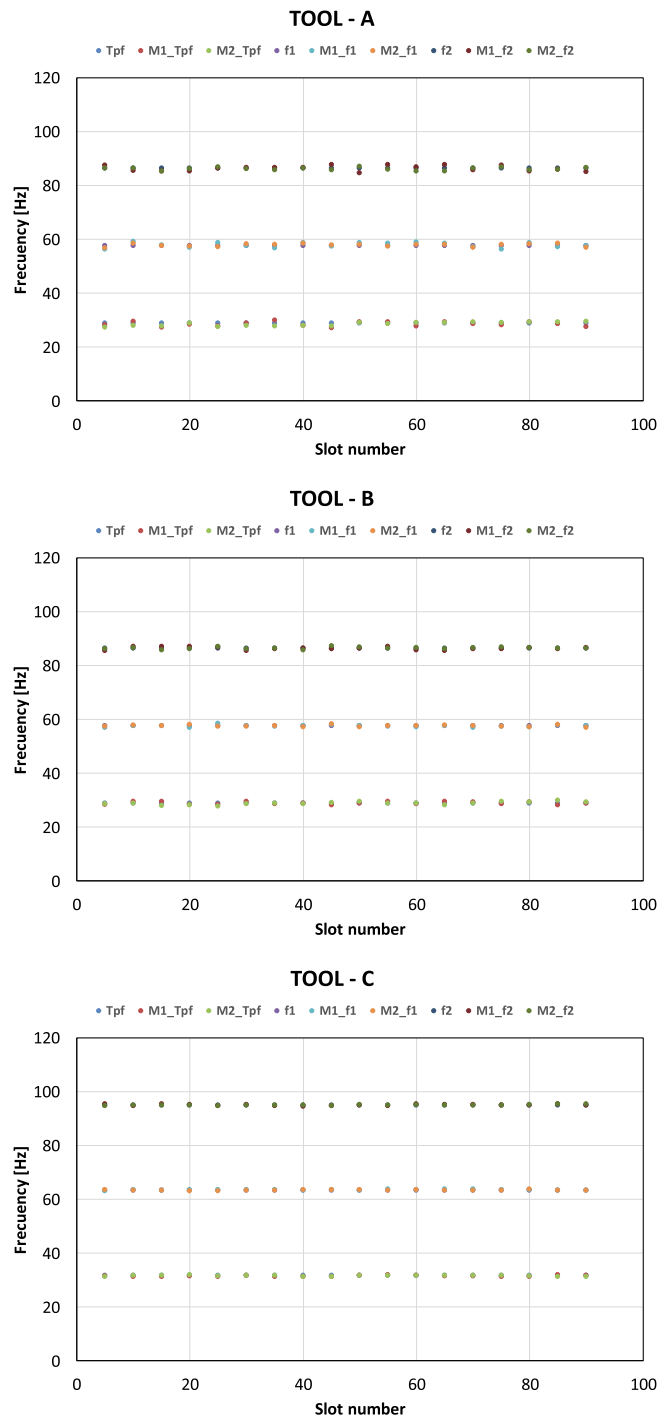 TOOL - A
Tpf M1_Tpf M2_Tpf f1 M1_f1 M2_f1 f2 M1_f2 M2_f2
120
100
80
60
40
20
0
Frecuency [Hz]
0 20 40 60 80 100
Slot number
TOOL - B
Tpf M1_Tpf M2_Tpf f1 M1_f1 M2_f1 f2 M1_f2 M2_f2
120
100
80
60
40
20
0
Frecuency [Hz]
0 20 40 60 80 100
Slot number
TOOL - C
Tpf M1_Tpf M2_Tpf f1 M1_f1 M2_f1 f2 M1_f2 M2_f2
120
100
80
60
40
20
0
Frecuency [Hz]
0 20 40 60 80 100
Slot number